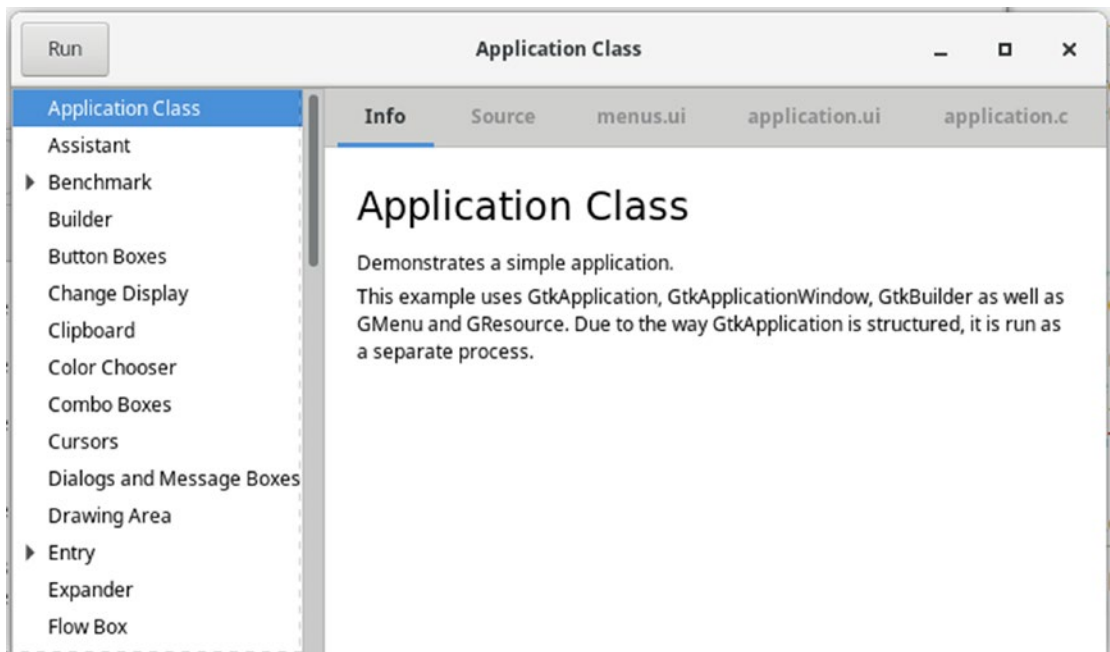 Run
Application Class
Application Class
Assistant
Benchmark
Builder
Button Boxes
Change Display
Clipboard
Color Chooser
Combo Boxes
Cursors
Dialogs and Message Boxes
Drawing Area
Entry
Expander
Flow Box
Info Source menus.ui application.ui application.c
Application Class
Demonstrates a simple application.
This example uses GtkApplication, GtkApplicationWindow, GtkBuilder as well as
GMenu and GResource. Due to the way GtkApplication is structured, it is run as
a separate process.